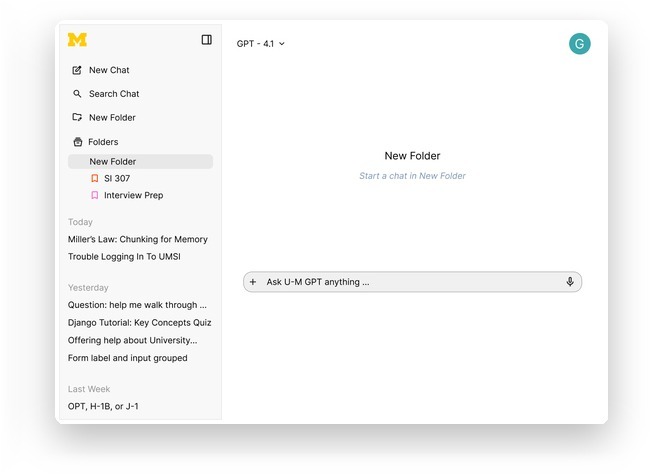 M
GPT - 4.1
G
New Chat
Search Chat
New Folder
Folders
New Folder
SI 307
Interview Prep
Today
Miller's Law: Chunking for Memory
Trouble Logging In To UMSI
Yesterday
Question: help me walk through ...
Django Tutorial: Key Concepts Quiz
Offering help about University...
Form label and input grouped
Last Week
OPT, H-1B, or J-1
New Folder
Start a chat in New Folder
Ask U-M GPT anything ...